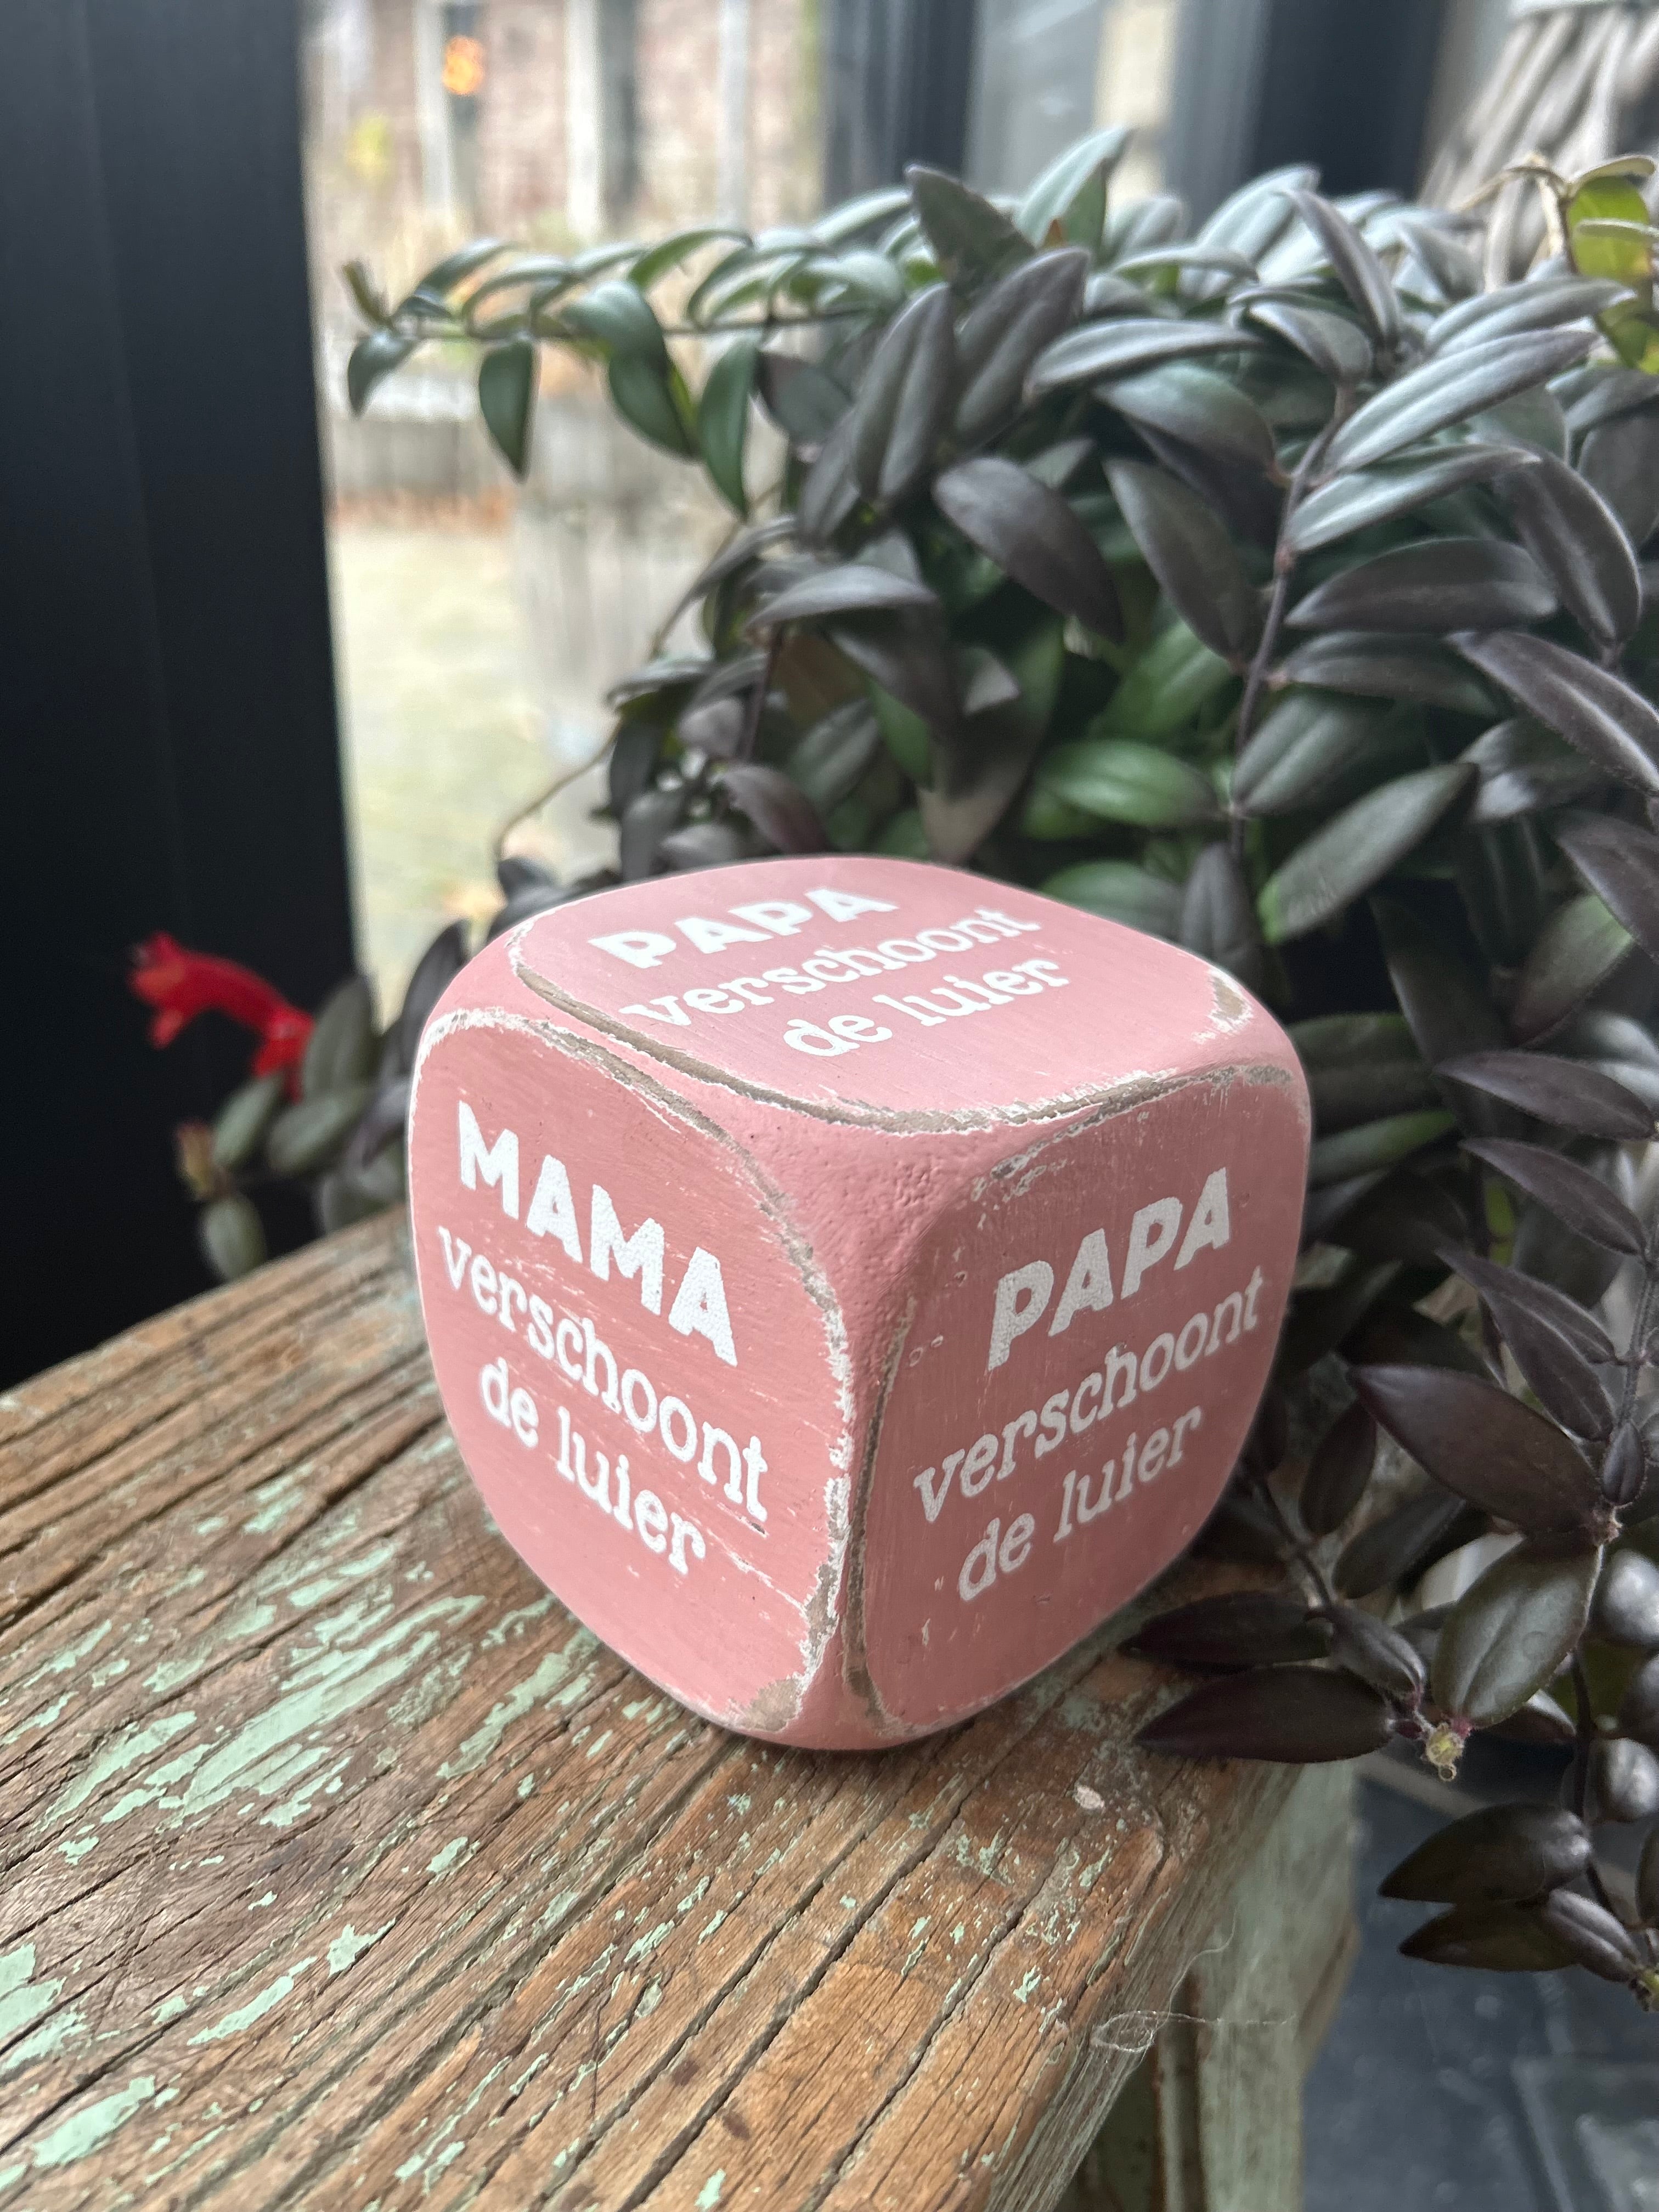 PAPA
verschoont
de luier
MAMA
verschoont
de luier
PAPA
verschoont
de luier